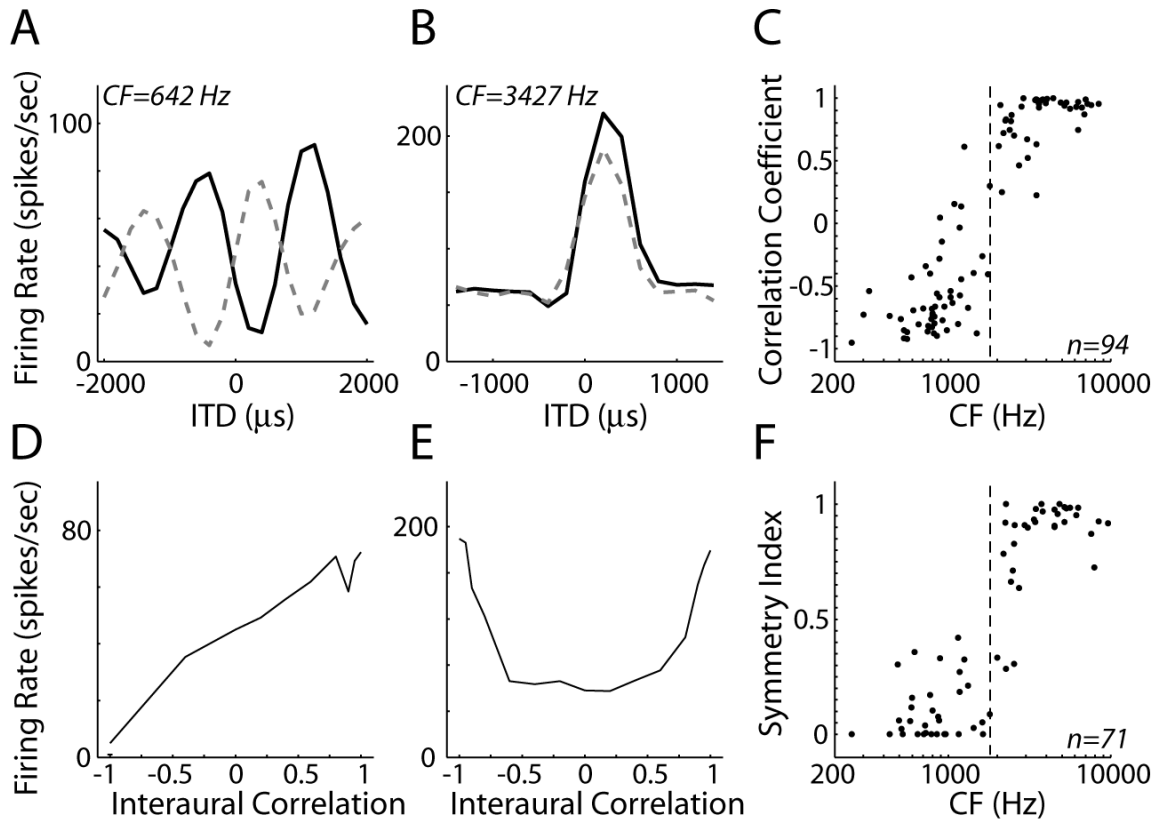 A
B
C
CF=642 Hz
CF=3427 Hz
Firing Rate (spikes/sec)
100
0
-2000
0
2000
ITD (μs)
200
0
-1000
0
1000
ITD (μs)
Correlation Coefficient
1
0.5
0
-0.5
-1
n=94
200
1000
10000
CF (Hz)
D
E
F
Firing Rate (spikes/sec)
80
0
-1
-0.5
0
0.5
1
Interaural Correlation
200
0
-1
-0.5
0
0.5
1
Interaural Correlation
Symmetry Index
1
0.5
0
n=71
200
1000
10000
CF (Hz)